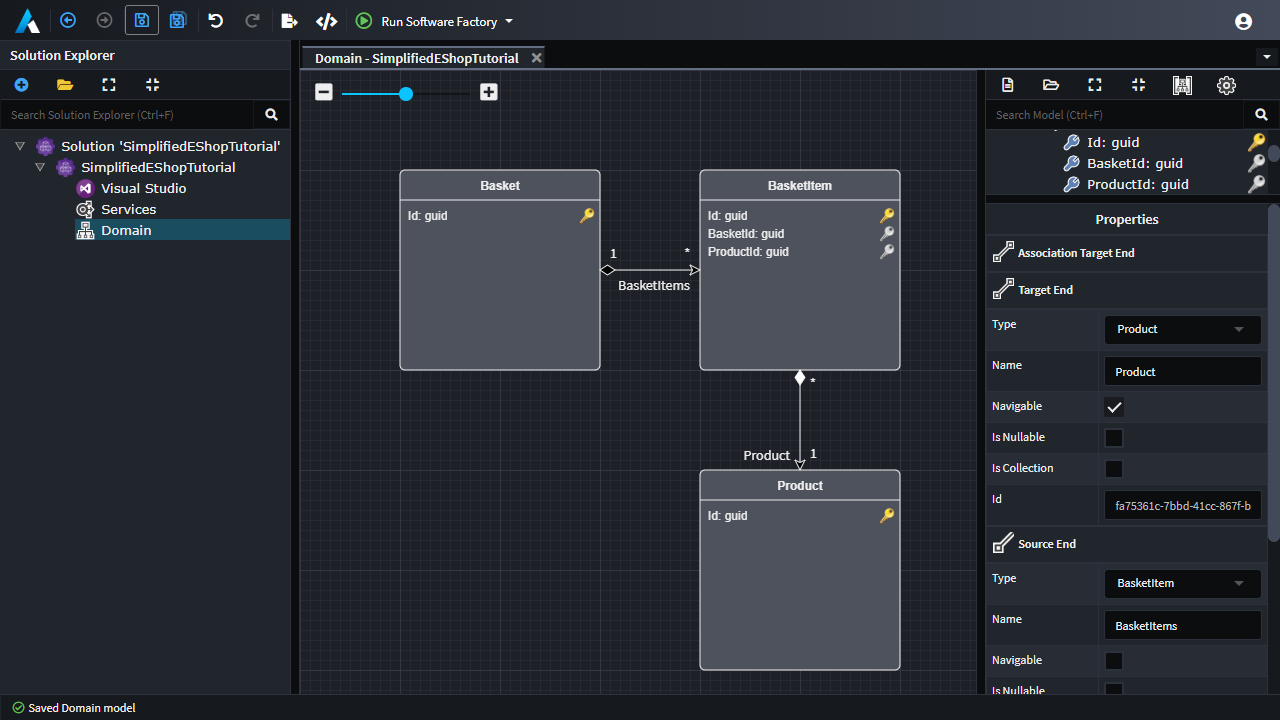 Run Software Factory
Solution Explorer
Search Solution Explorer (Ctrl+F)
Solution 'SimplifiedEShopTutorial'
SimplifiedEShopTutorial
Visual Studio
Services
Domain
Domain - SimplifiedEShopTutorial
Basket
Id: guid
1
*
BasketItems
BasketItem
Id: guid
BasketId: guid
ProductId: guid
*
Product
1
Product
Id: guid
Search Model (Ctrl+F)
Id: guid
BasketId: guid
ProductId: guid
Properties
Association Target End
Target End
Type
Product
Name
Product
Navigable
Is Nullable
Is Collection
Id
fa75361c-7bbd-41cc-867f-b
Source End
Type
BasketItem
Name
BasketItems
Navigable
Is Nullable
Saved Domain model